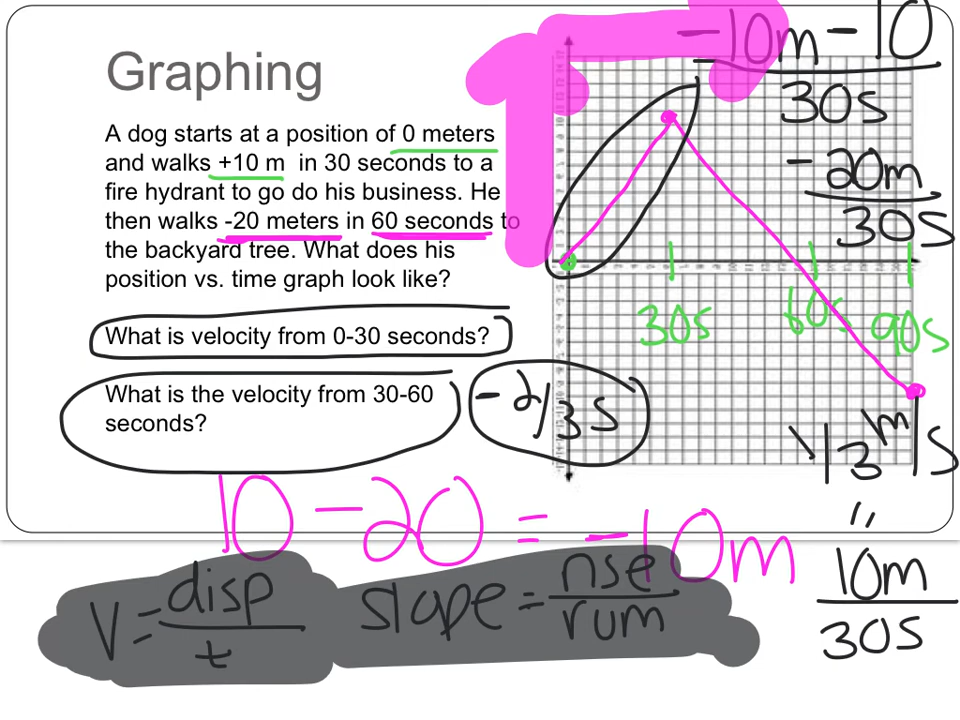 Graphing
A dog starts at a position of 0 meters
and walks +10 m in 30 seconds to a
fire hydrant to go do his business. He
then walks -20 meters in 60 seconds to
the backyard tree. What does his
position vs. time graph look like?
What is velocity from 0-30 seconds?
What is the velocity from 30-60
seconds?
-2/3 s
-10m - 10
30s
-20m
30s
30s
60s
90s
1/3 m/s
=
10m
30s
10 - 20 = -10m
V = disp
t
slope = rise
run